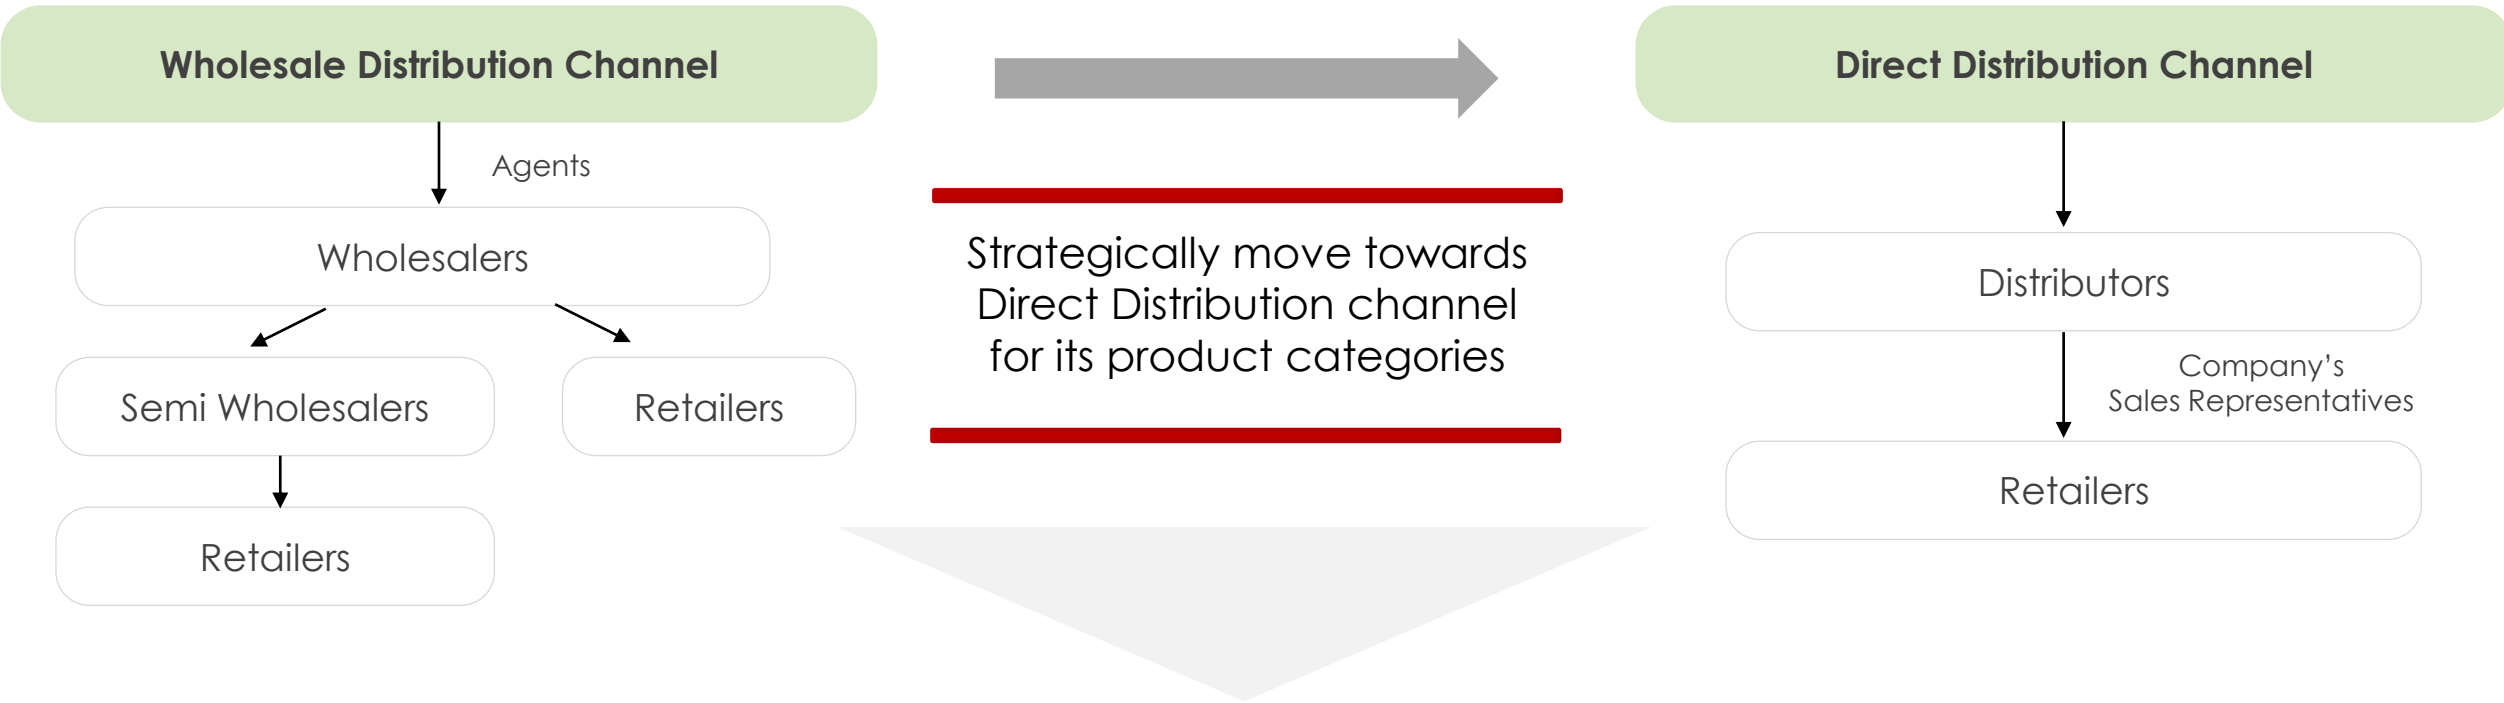 Wholesale Distribution Channel
Agents
Wholesalers
Semi Wholesalers
Retailers
Retailers
Strategically move towards
Direct Distribution channel
for its product categories
Direct Distribution Channel
Distributors
Company’s
Sales Representatives
Retailers